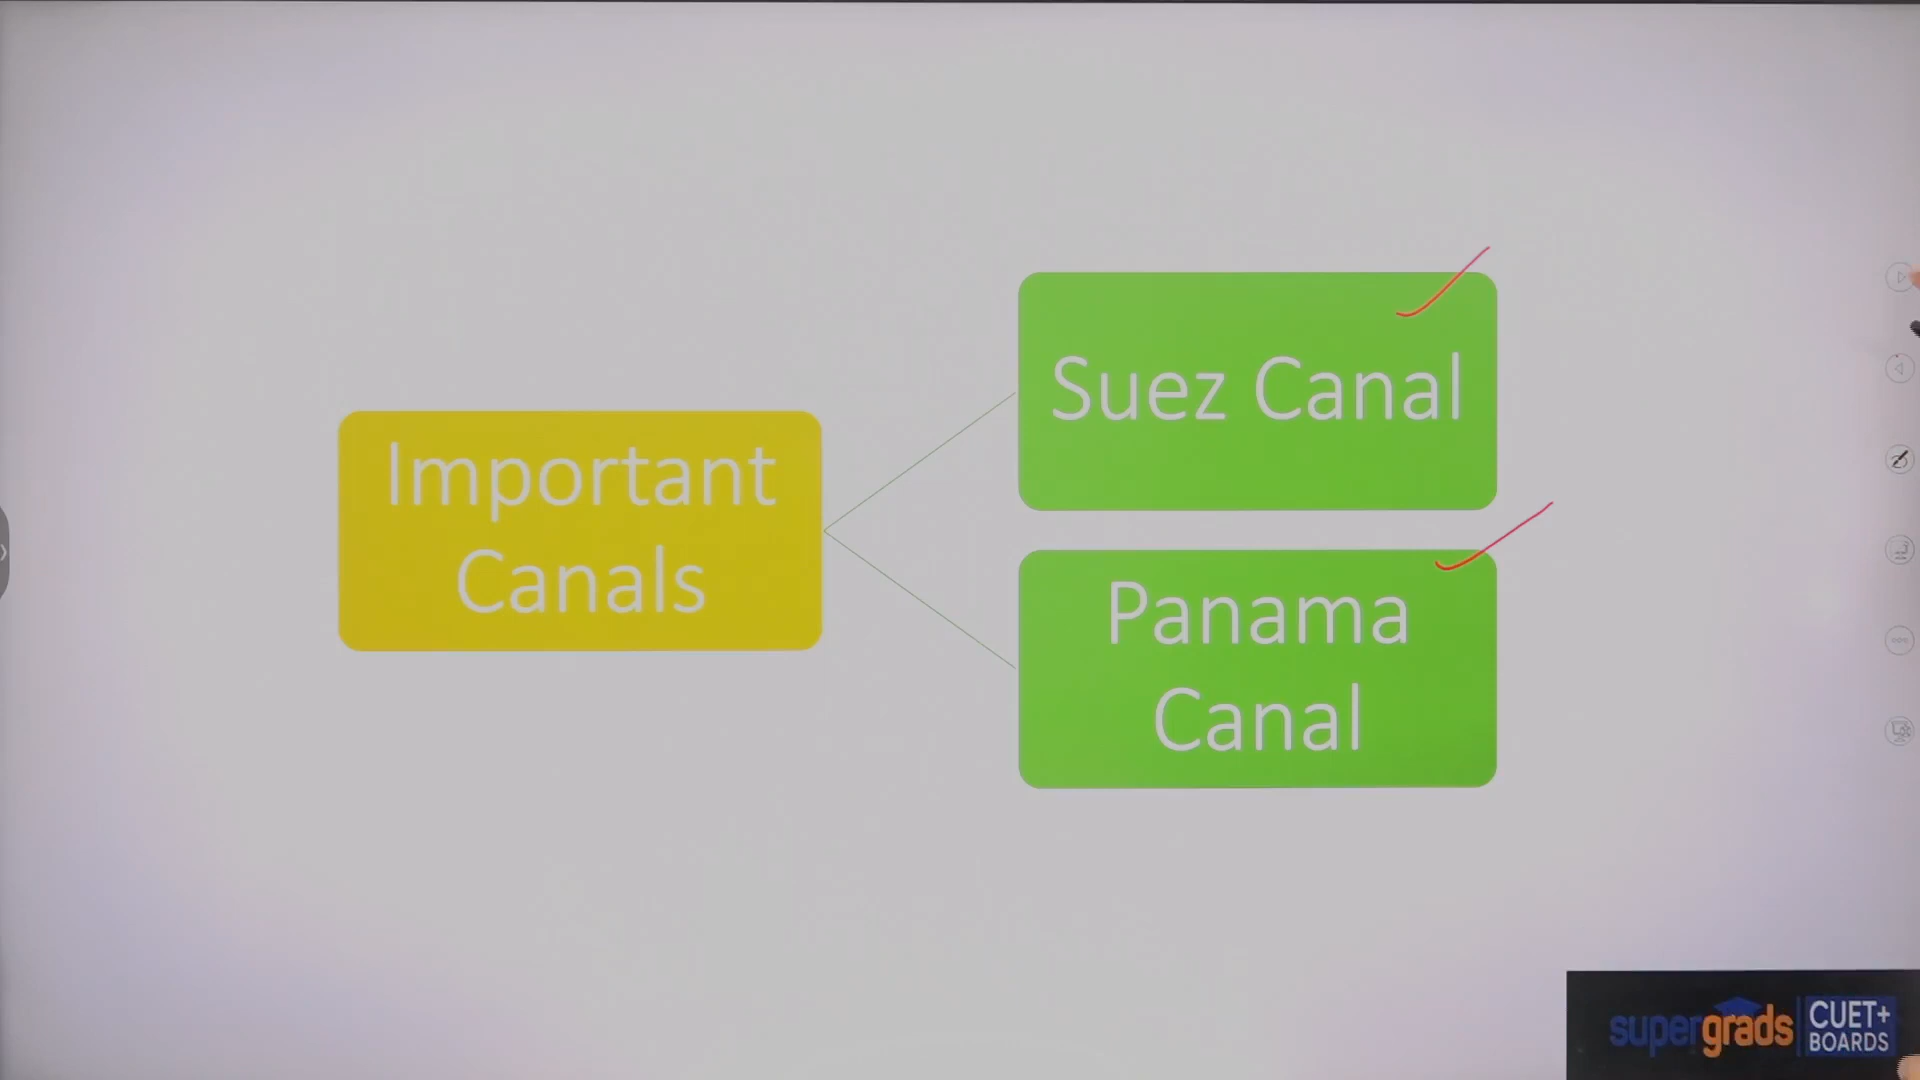 Important
Canals
Suez Canal
Panama
Canal
supergrads
CUET+
BOARDS